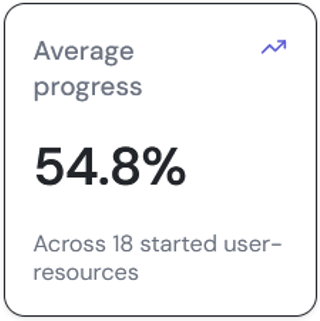 Average
progress
54.8%
Across 18 started user-
resources